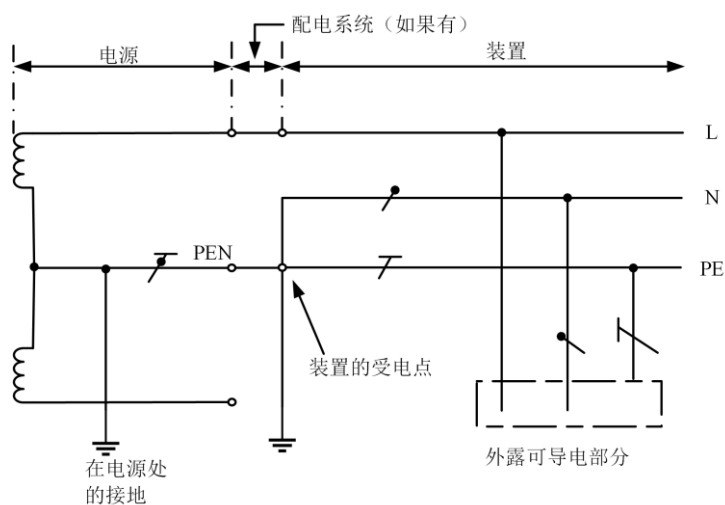 配电系统（如果有）
电源
装置
L
N
PEN
PE
装置的受电点
在电源处
的接地
外露可导电部分